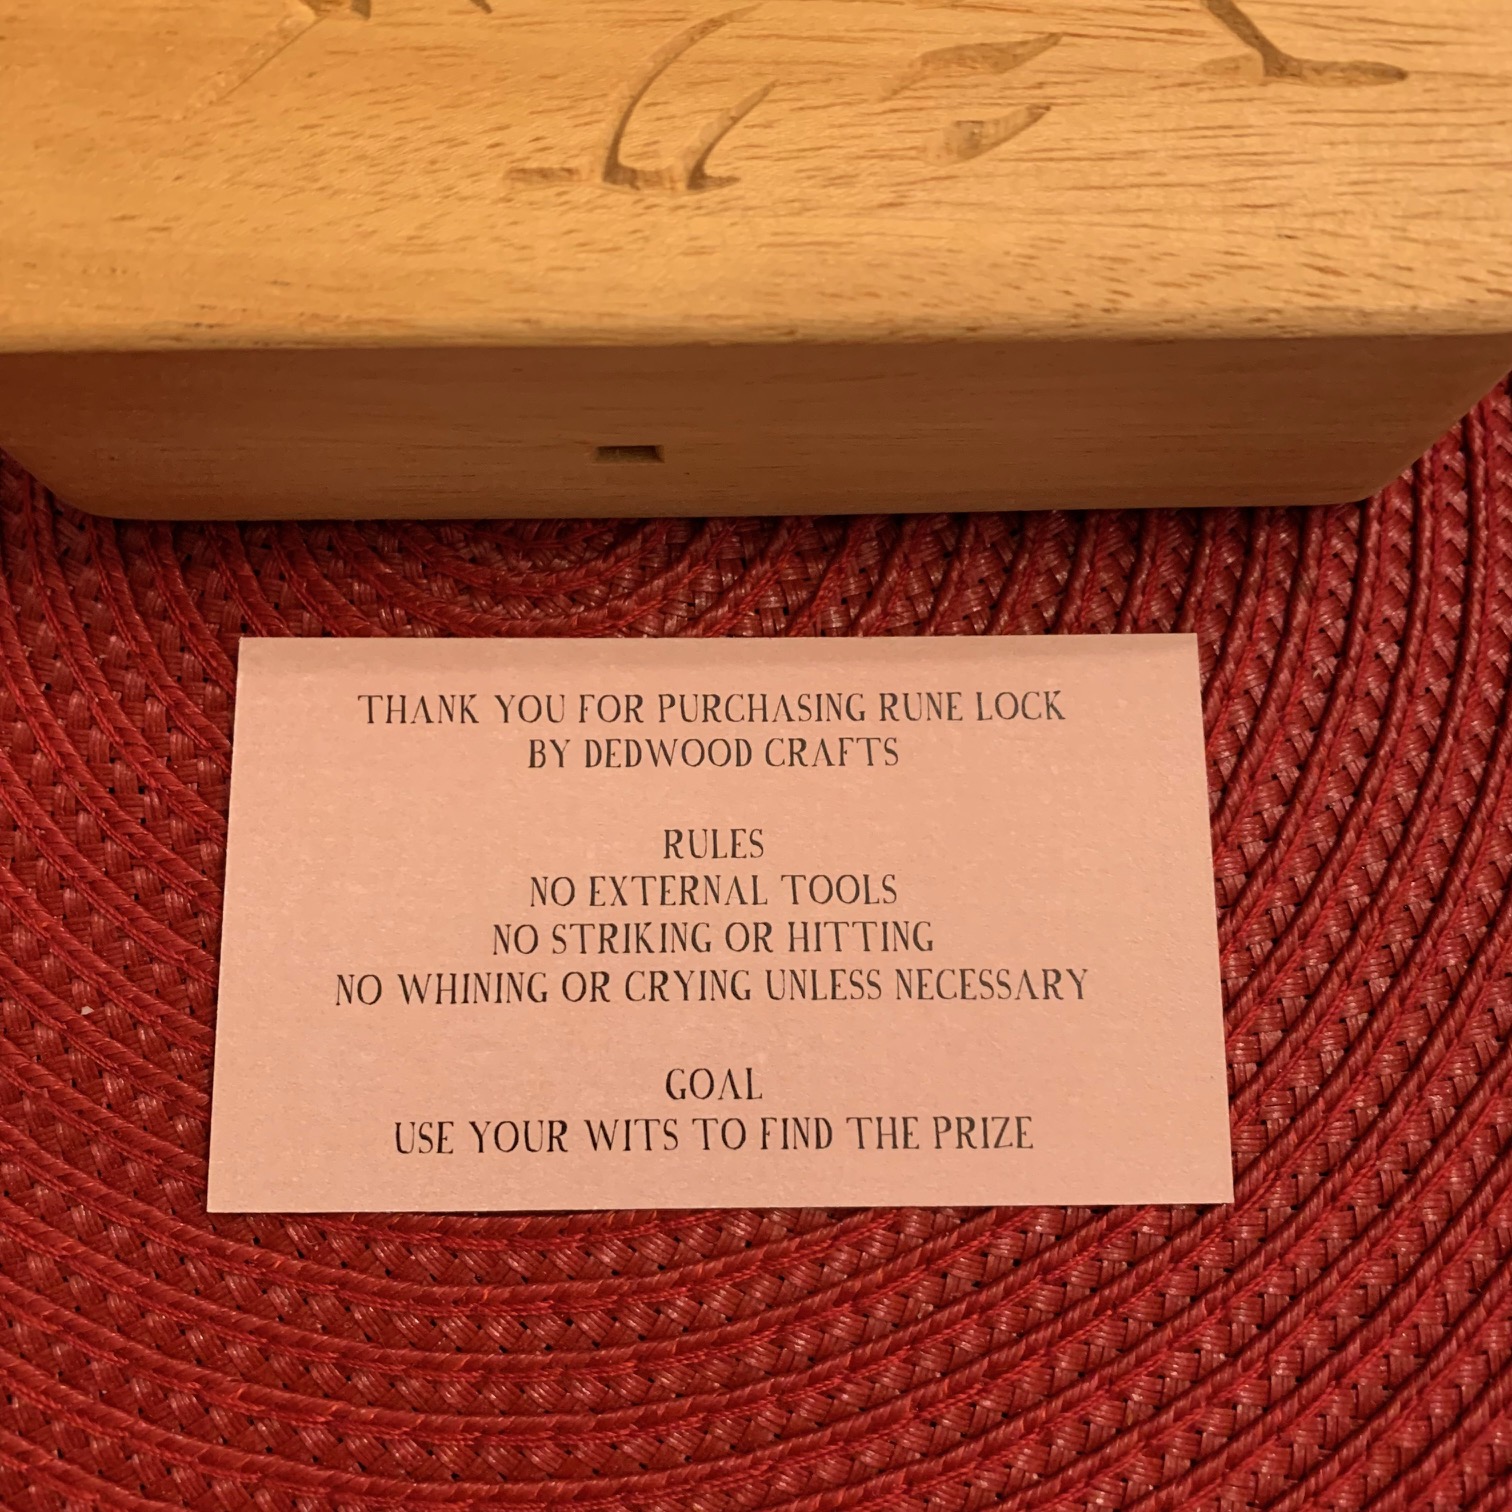 THANK YOU FOR PURCHASING RUNE LOCK
BY DEDWOOD CRAFTS
RULES
NO EXTERNAL TOOLS
NO STRIKING OR HITTING
NO WHINING OR CRYING UNLESS NECESSARY
GOAL
USE YOUR WITS TO FIND THE PRIZE